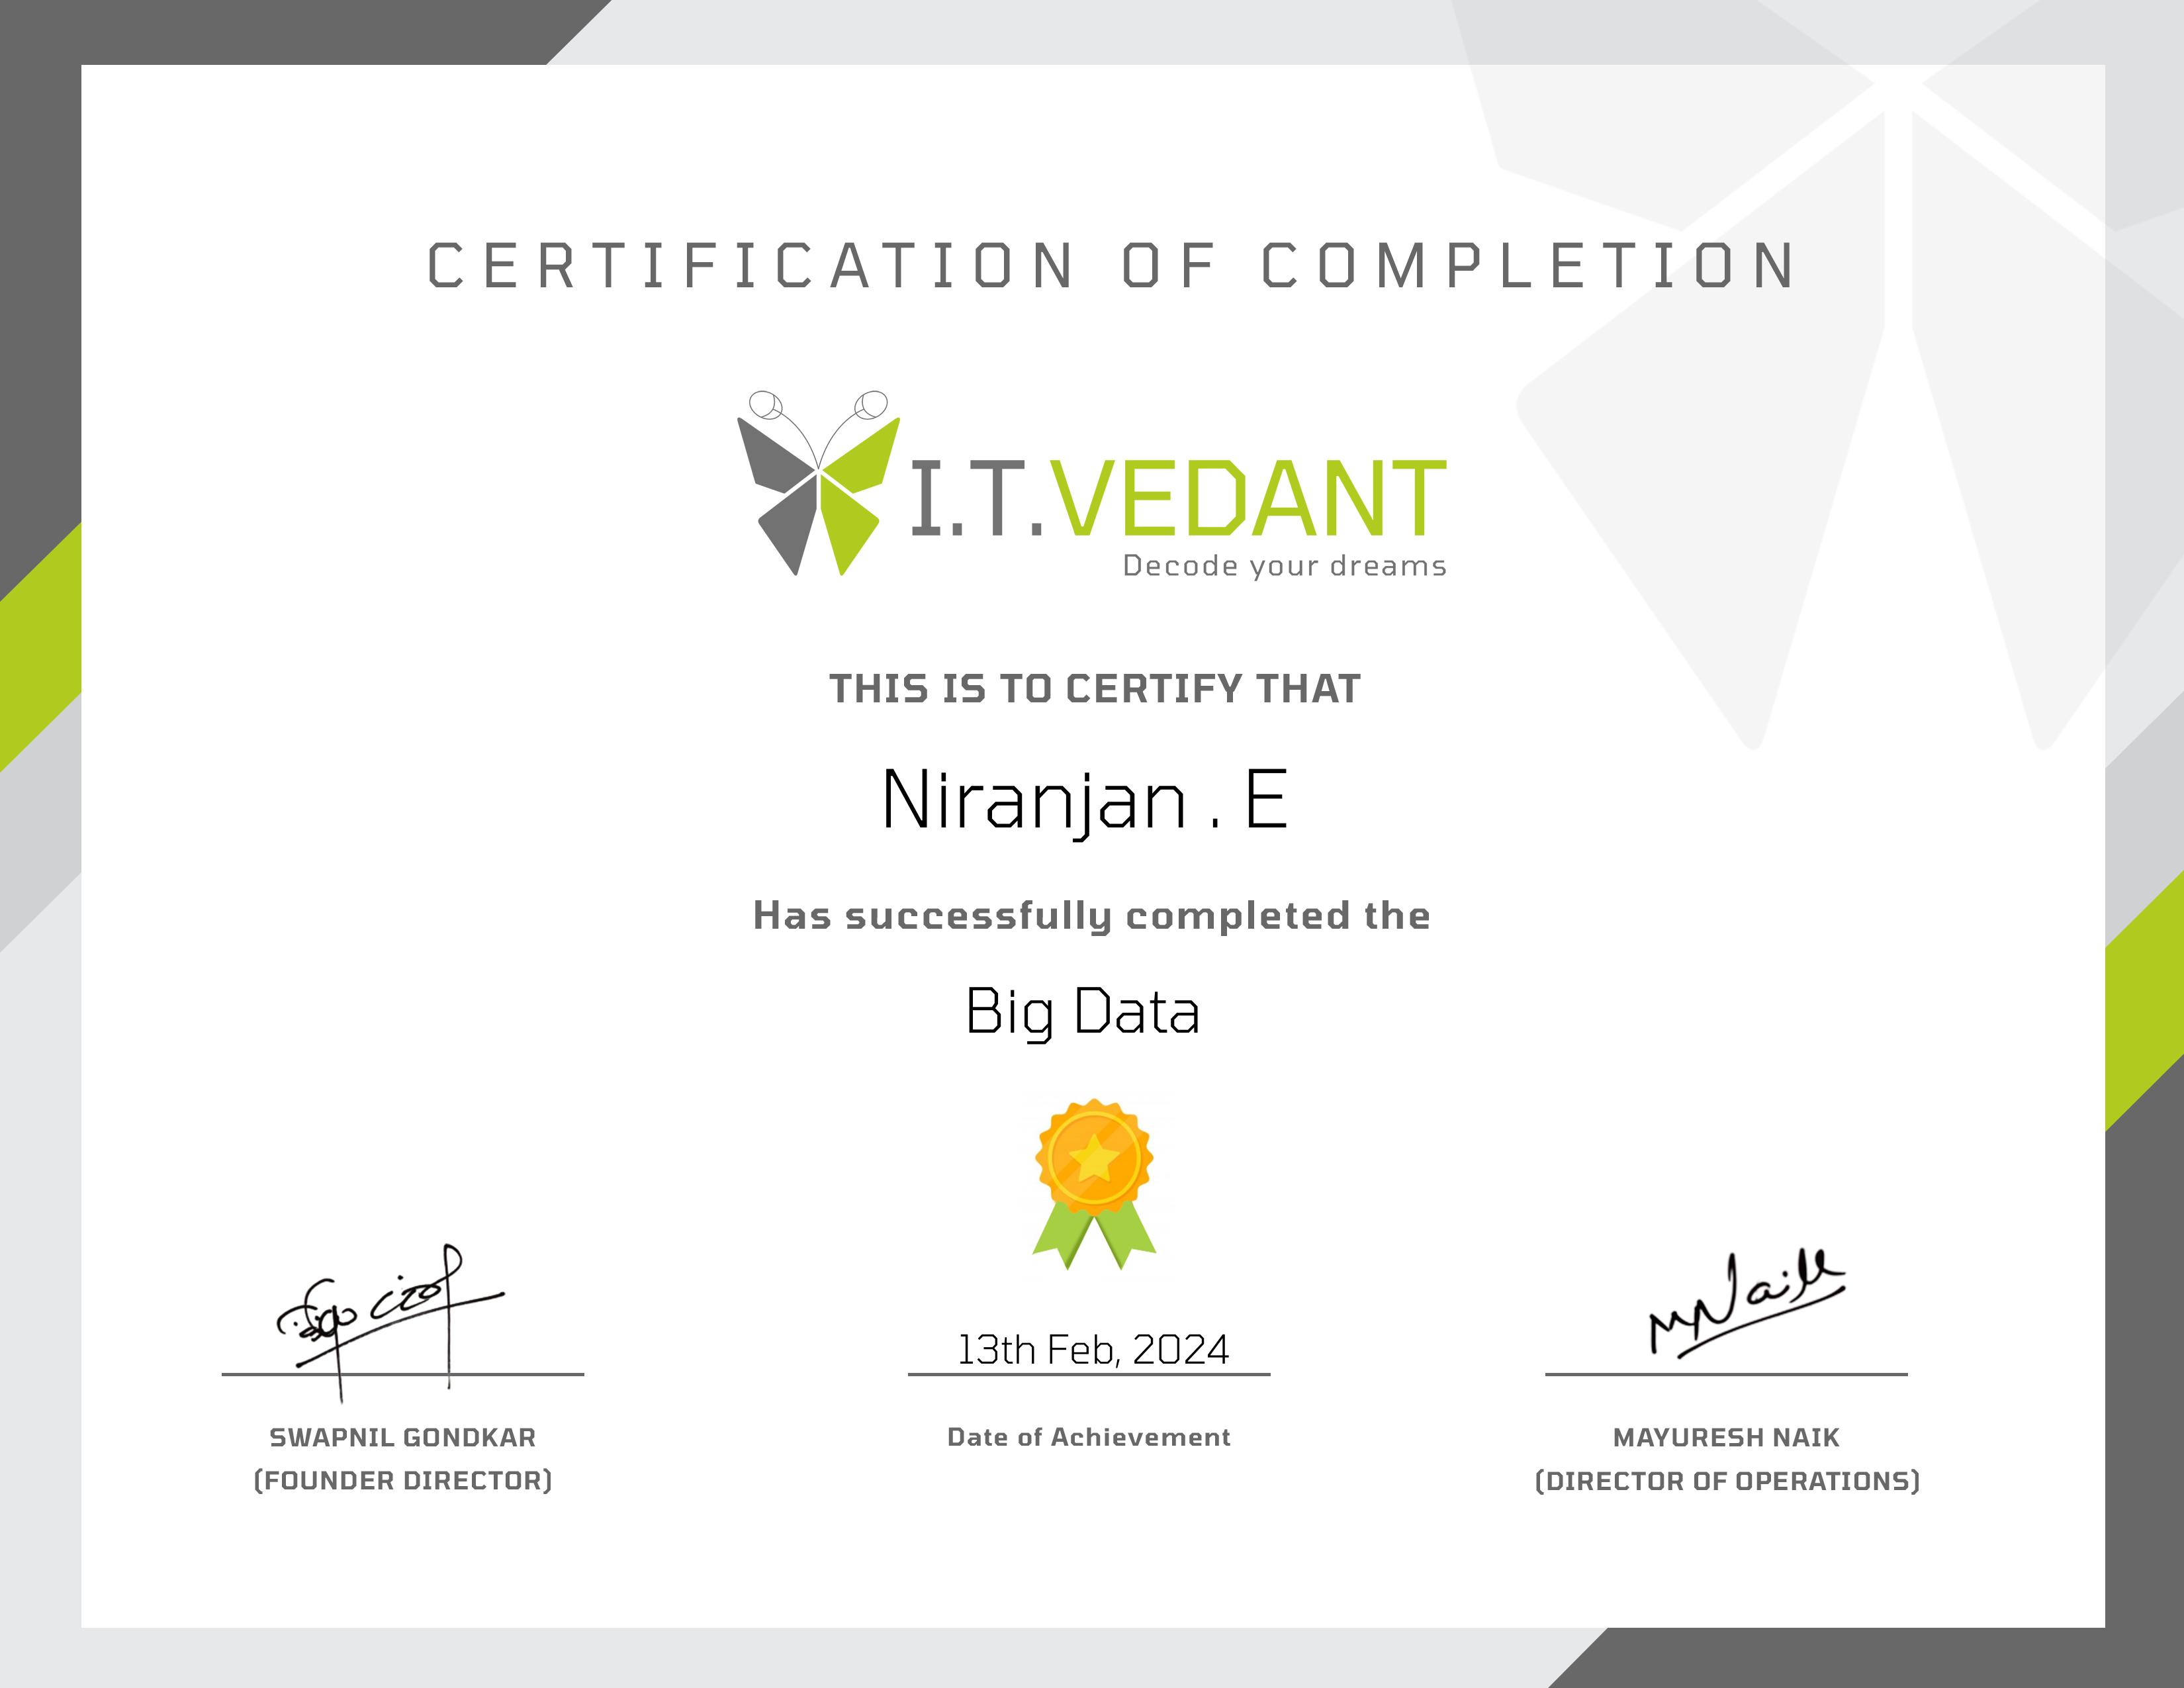 CERTIFICATION OF COMPLETION
I.T.VEDANT
Decode your dreams
THIS IS TO CERTIFY THAT
Niranjan . E
Has successfully completed the
Big Data
13th Feb, 2024
SWAPNIL GONDKAR
(FOUNDER DIRECTOR)
Date of Achievement
MAYURESH NAIK
(DIRECTOR OF OPERATIONS)